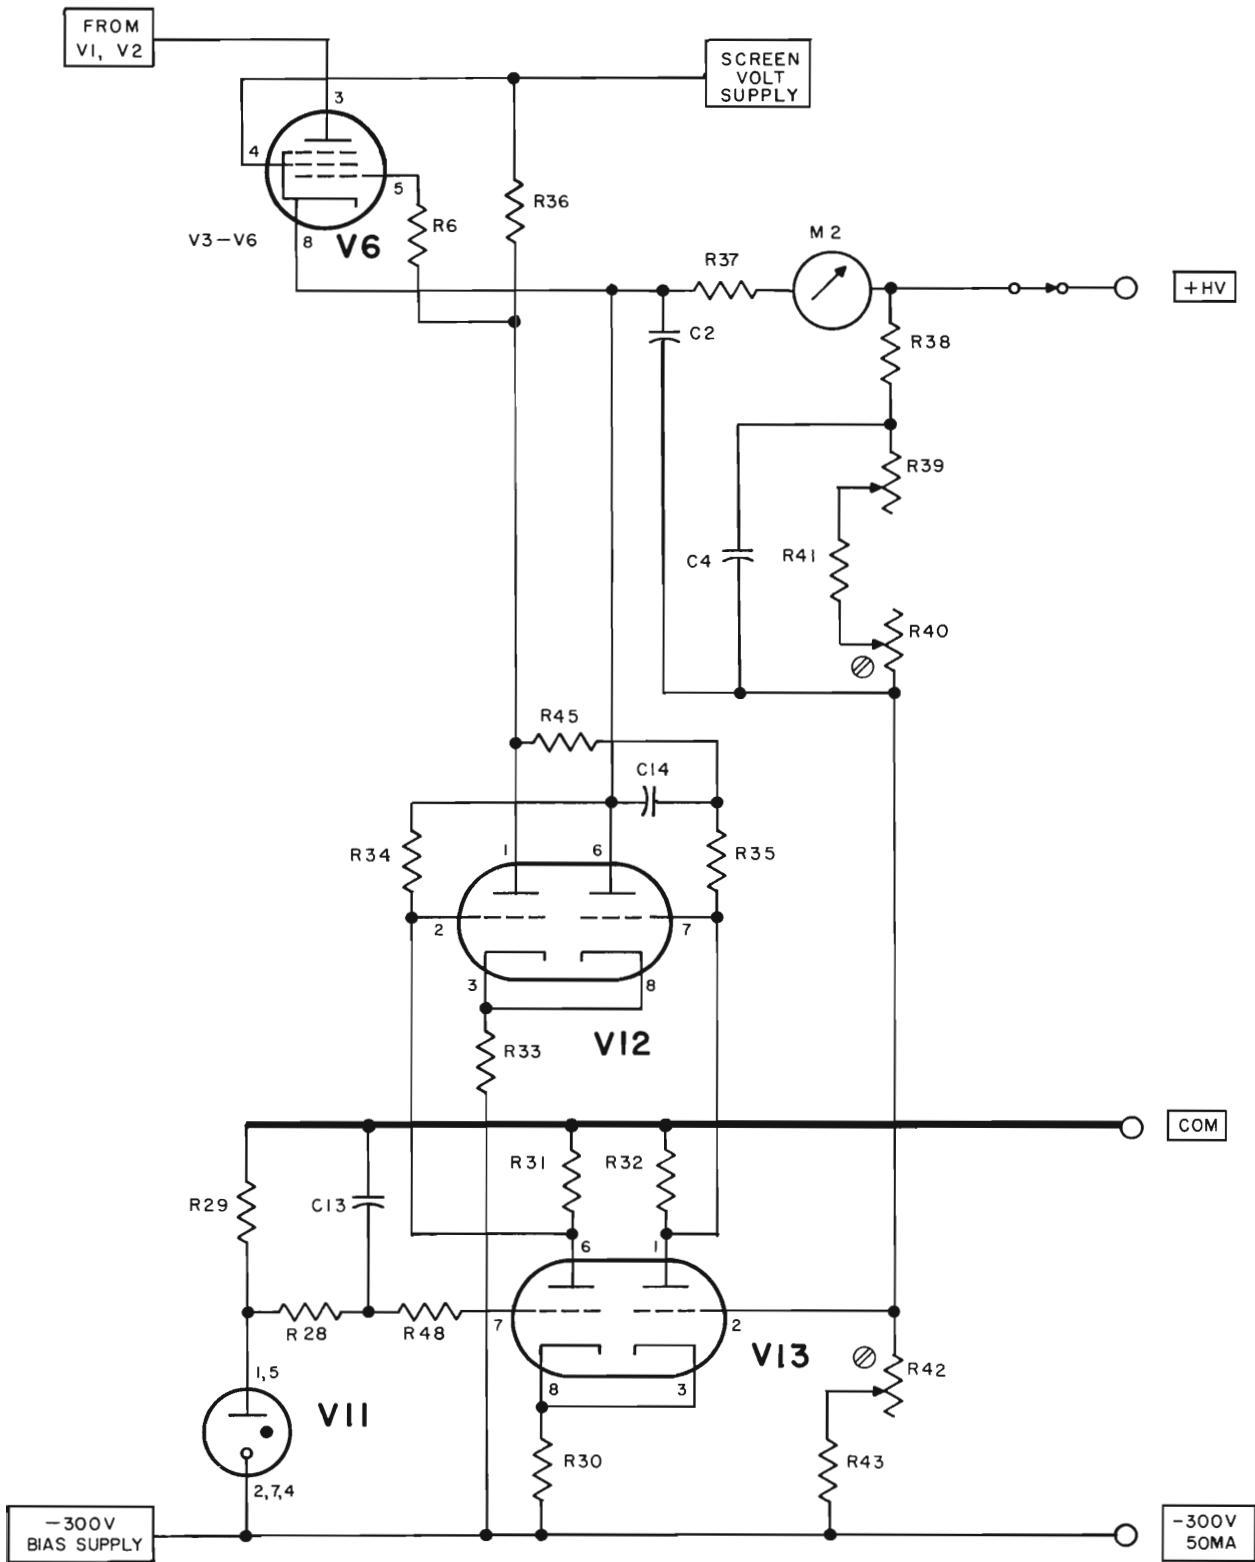 FROM
V1, V2
SCREEN
VOLT
SUPPLY
3
4
5
R36
R6
V3-V6
8
V6
M2
R37
+HV
C2
R38
R39
C4
R41
R40
R45
C14
R34
1
6
R35
2
7
3
8
V12
R33
COM
R31
R32
R29
C13
6
1
R28
R48
7
2
V13
R42
1,5
8
3
V11
R30
R43
2,7,4
-300V
BIAS SUPPLY
-300V
50MA